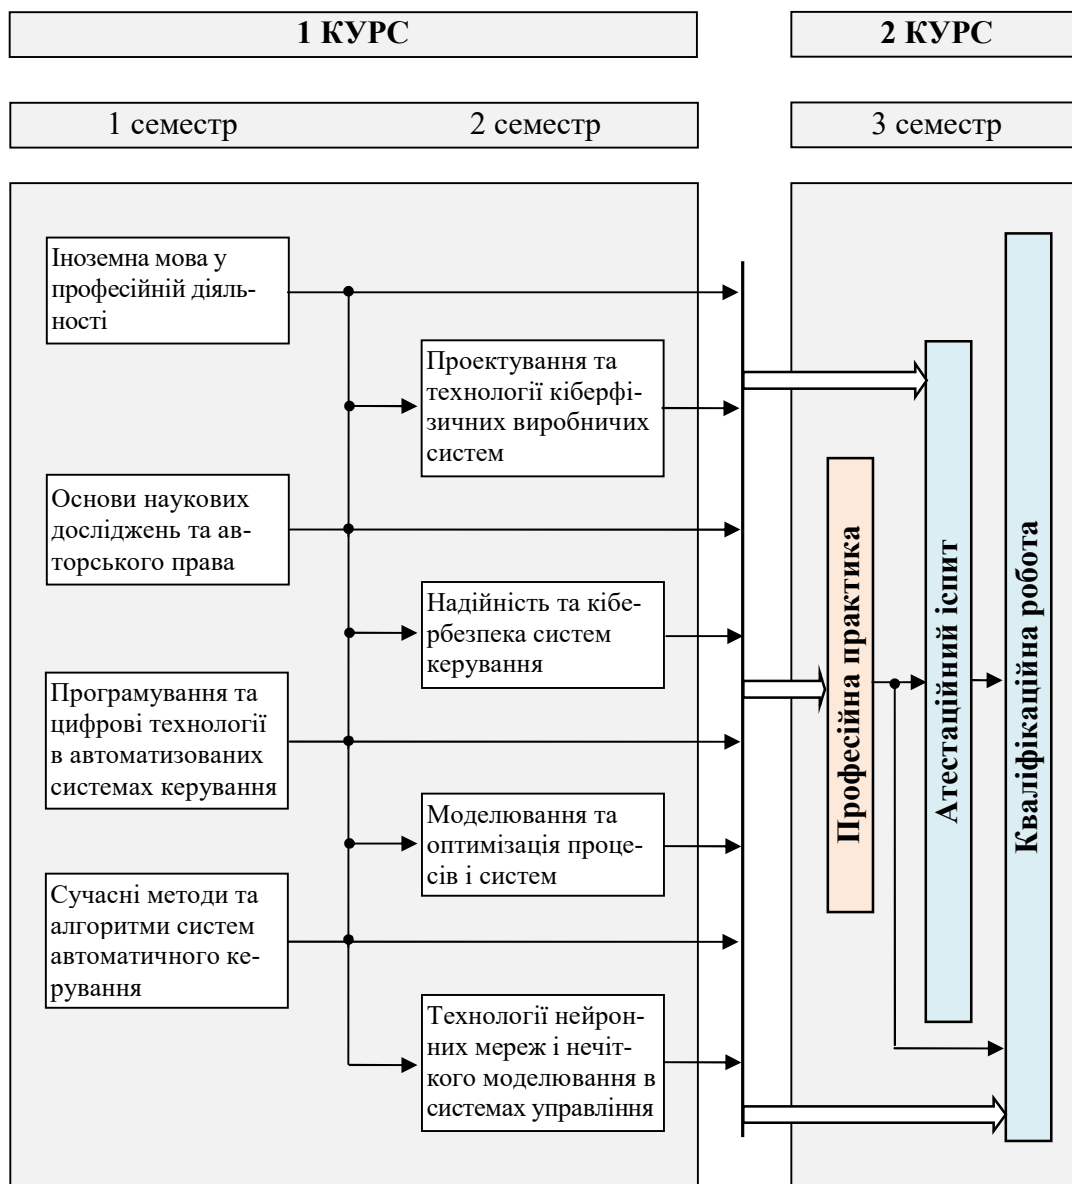 1 КУРС
2 КУРС
1 семестр
2 семестр
3 семестр
Іноземна мова у
професійній діяль-
ності
Основи наукових
досліджень та ав-
торського права
Програмування та
цифрові технології
в автоматизованих
системах керування
Сучасні методи та
алгоритми систем
автоматичного ке-
рування
Проектування та
технології кіберфі-
зичних виробничих
систем
Надійність та кібе-
рбезпека систем
керування
Моделювання та
оптимізація проце-
сів і систем
Технології нейрон-
них мереж і нечіт-
кого моделювання в
системах управління
Професійна практика
Атестаційний іспит
Кваліфікаційна робота